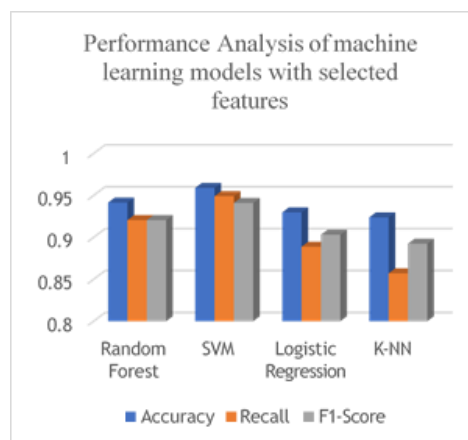 Performance Analysis of machine
learning models with selected
features
1
0.95
0.9
0.85
0.8
Random
Forest
SVM
Logistic
Regression
K-NN
Accuracy Recall F1-Score